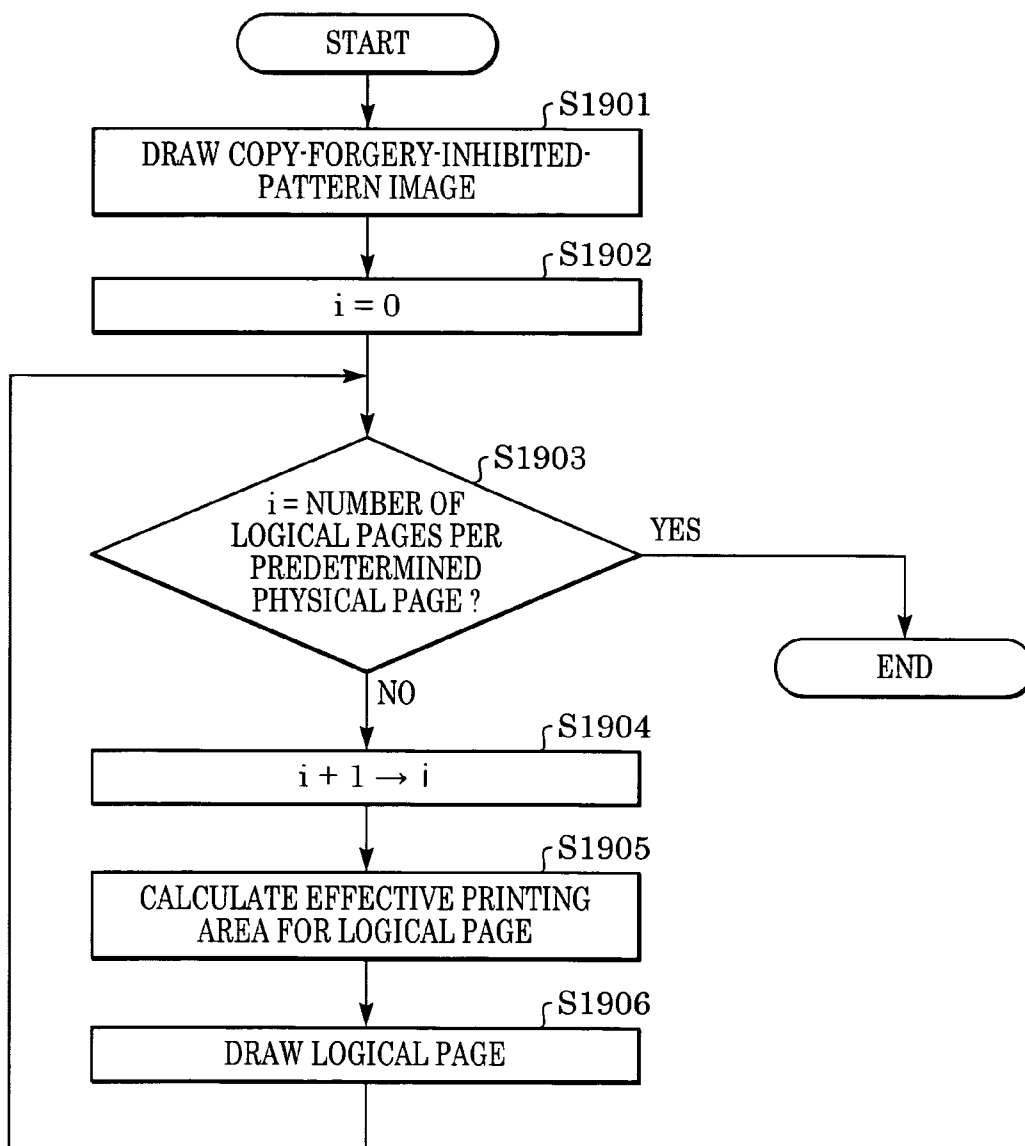 START
S1901
DRAW COPY-FORGERY-INHIBITED-
PATTERN IMAGE
S1902
i = 0
S1903
i = NUMBER OF
LOGICAL PAGES PER
PREDETERMINED
PHYSICAL PAGE ?
YES
END
NO
S1904
i + 1 → i
S1905
CALCULATE EFFECTIVE PRINTING
AREA FOR LOGICAL PAGE
S1906
DRAW LOGICAL PAGE